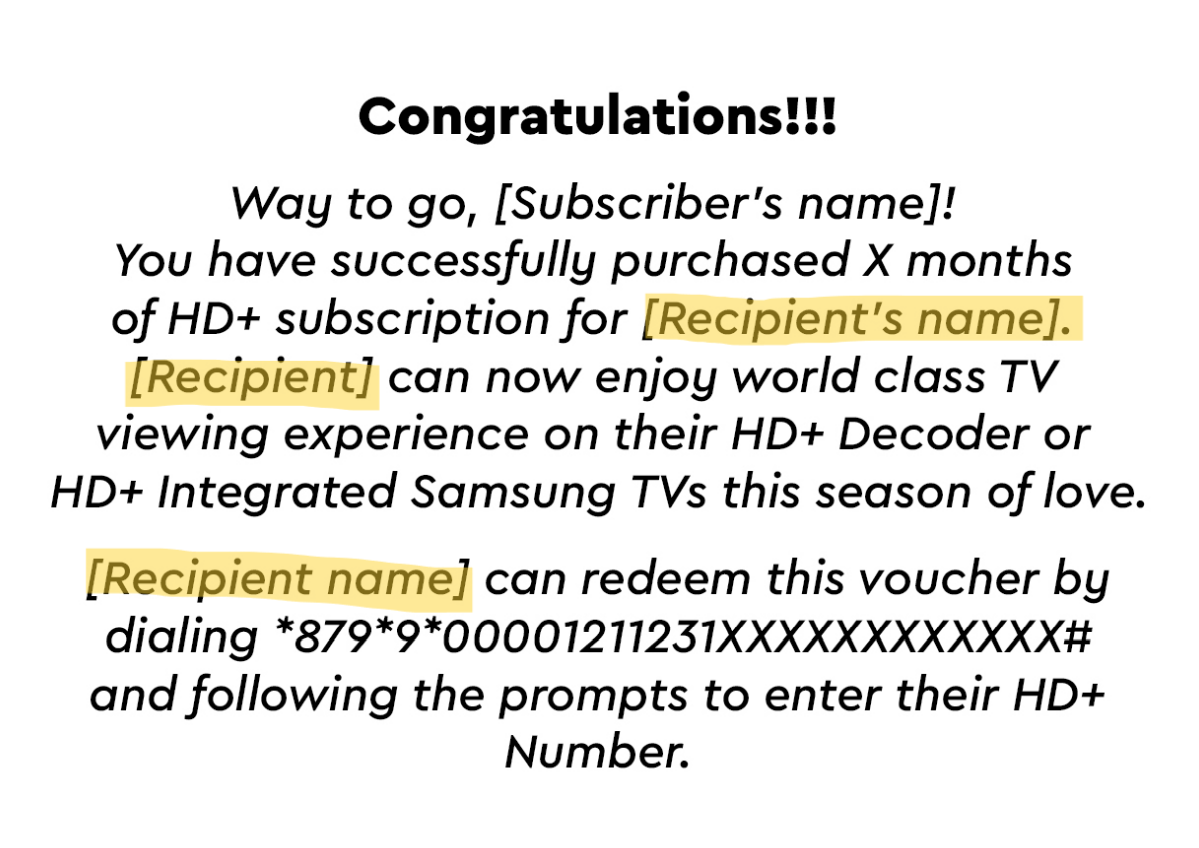 Congratulations!!!
Way to go, [Subscriber's name]!
You have successfully purchased X months
of HD+ subscription for [Recipient's name].
[Recipient] can now enjoy world class TV
viewing experience on their HD+ Decoder or
HD+ Integrated Samsung TVs this season of love.
[Recipient name] can redeem this voucher by
dialing *879*9*00001211231XXXXXXXXXXXX#
and following the prompts to enter their HD+
Number.